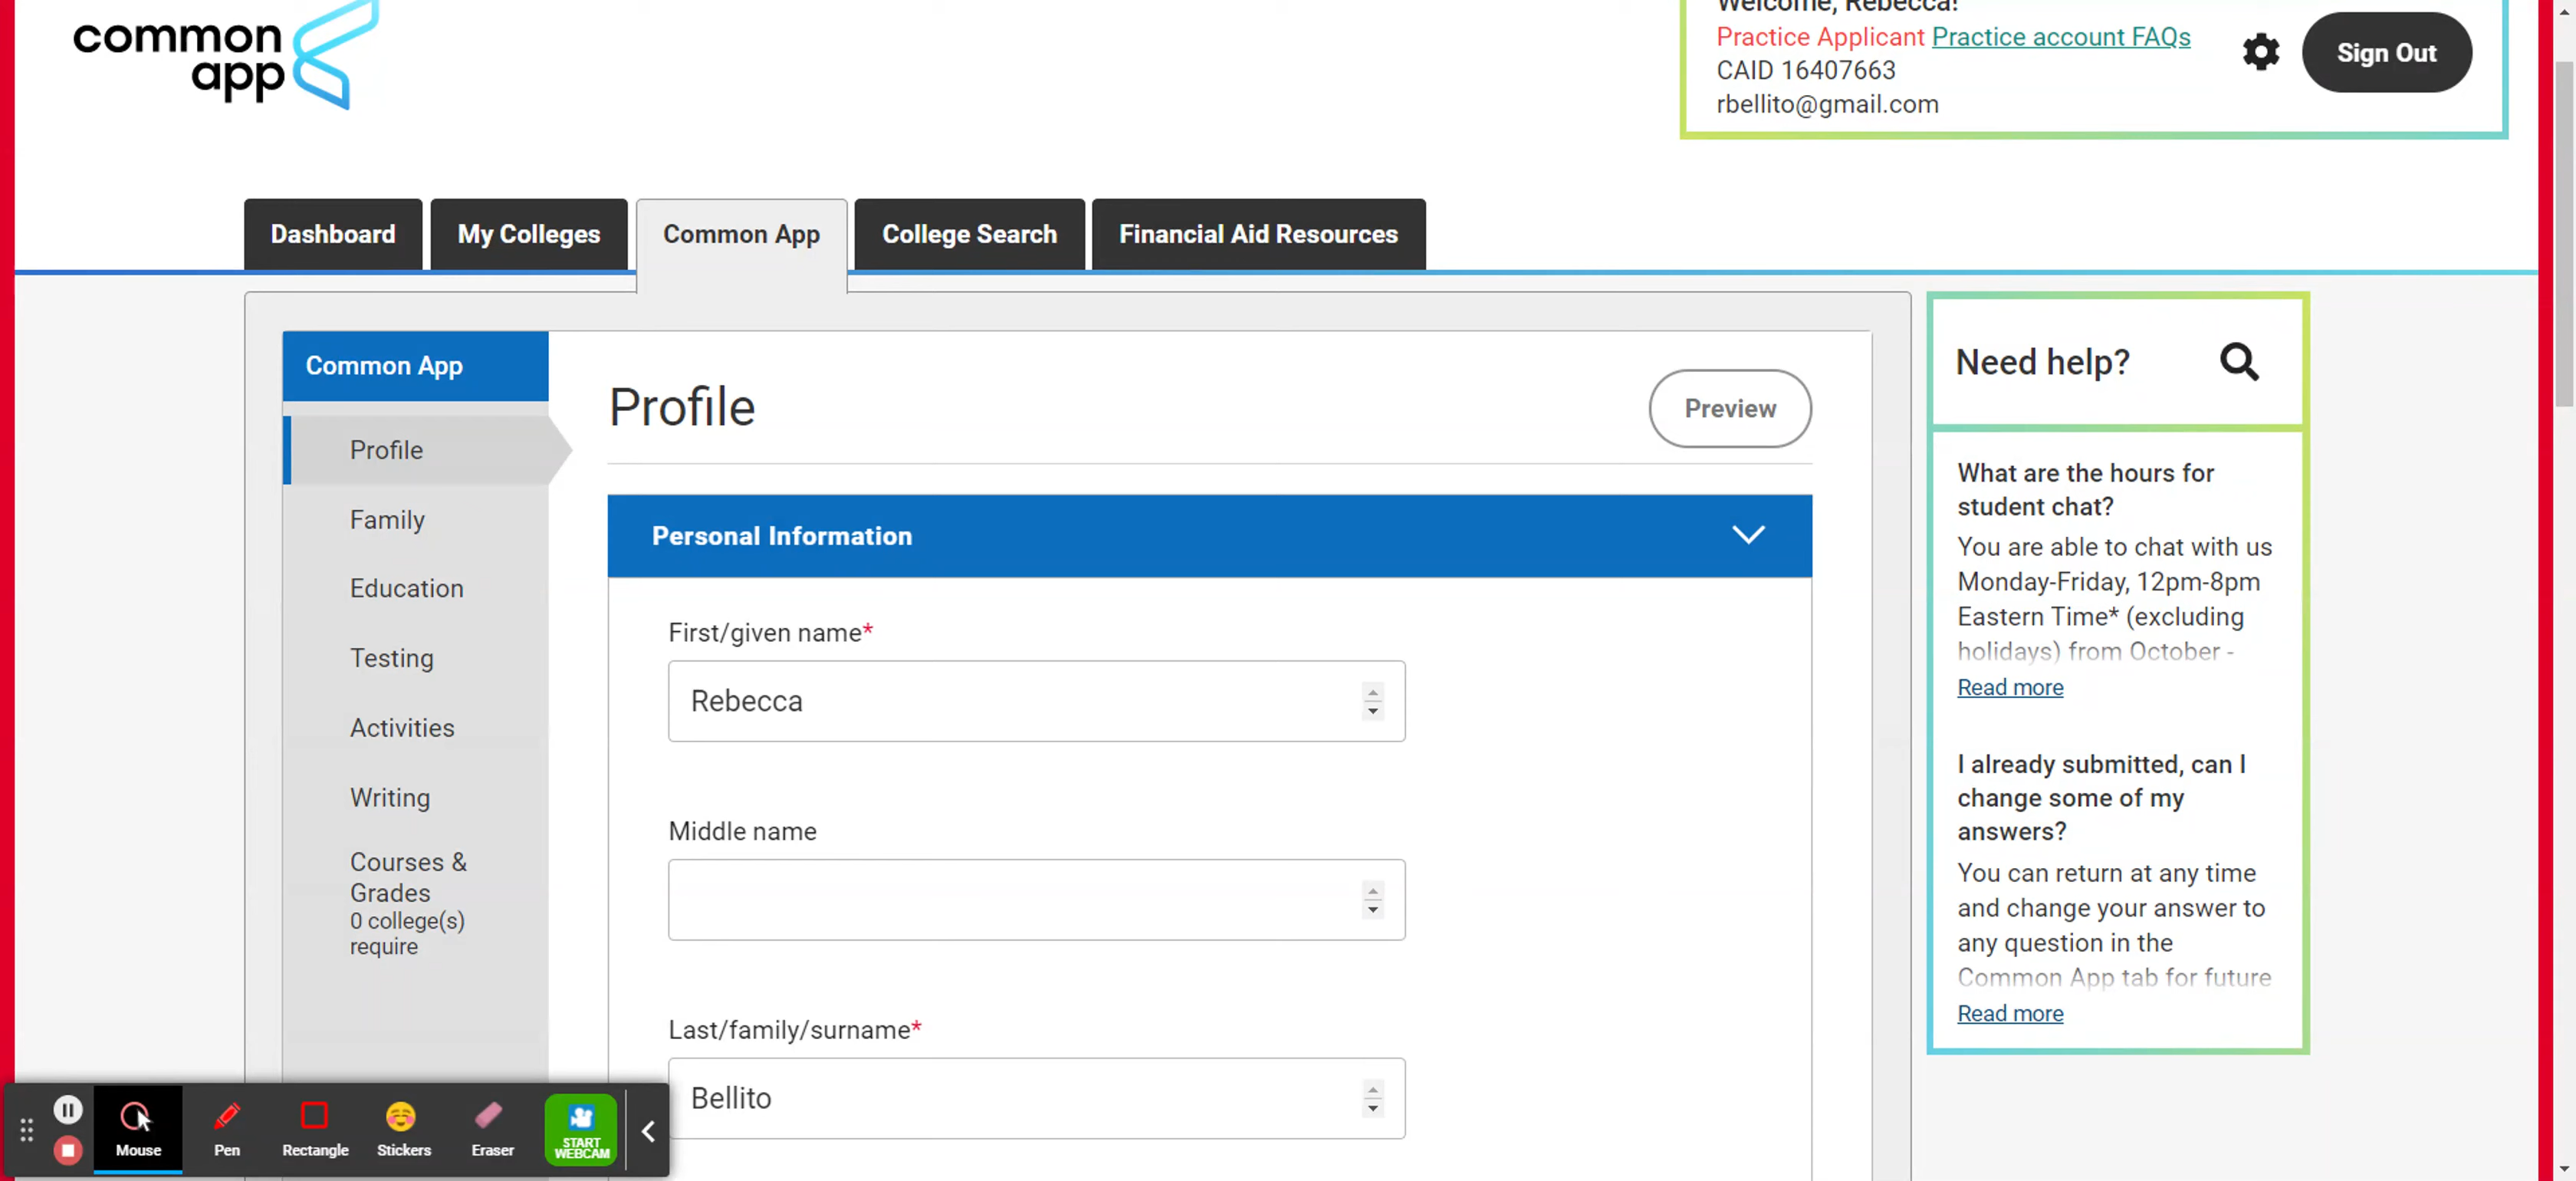 common
app
Welcome, Rebecca!
Practice Applicant Practice account FAQs
CAID 16407663
rbellito@gmail.com
Sign Out
Dashboard
My Colleges
Common App
College Search
Financial Aid Resources
Common App
Profile
Family
Education
Testing
Activities
Writing
Courses &
Grades
0 college(s)
require
Profile
Preview
Personal Information
First/given name*
Rebecca
Middle name
Last/family/surname*
Bellito
Need help?
What are the hours for
student chat?
You are able to chat with us
Monday-Friday, 12pm-8pm
Eastern Time* (excluding
holidays) from October -
Read more
I already submitted, can I
change some of my
answers?
You can return at any time
and change your answer to
any question in the
Common App tab for future
Read more
Mouse
Pen
Rectangle
Stickers
Eraser
START
WEBCAM